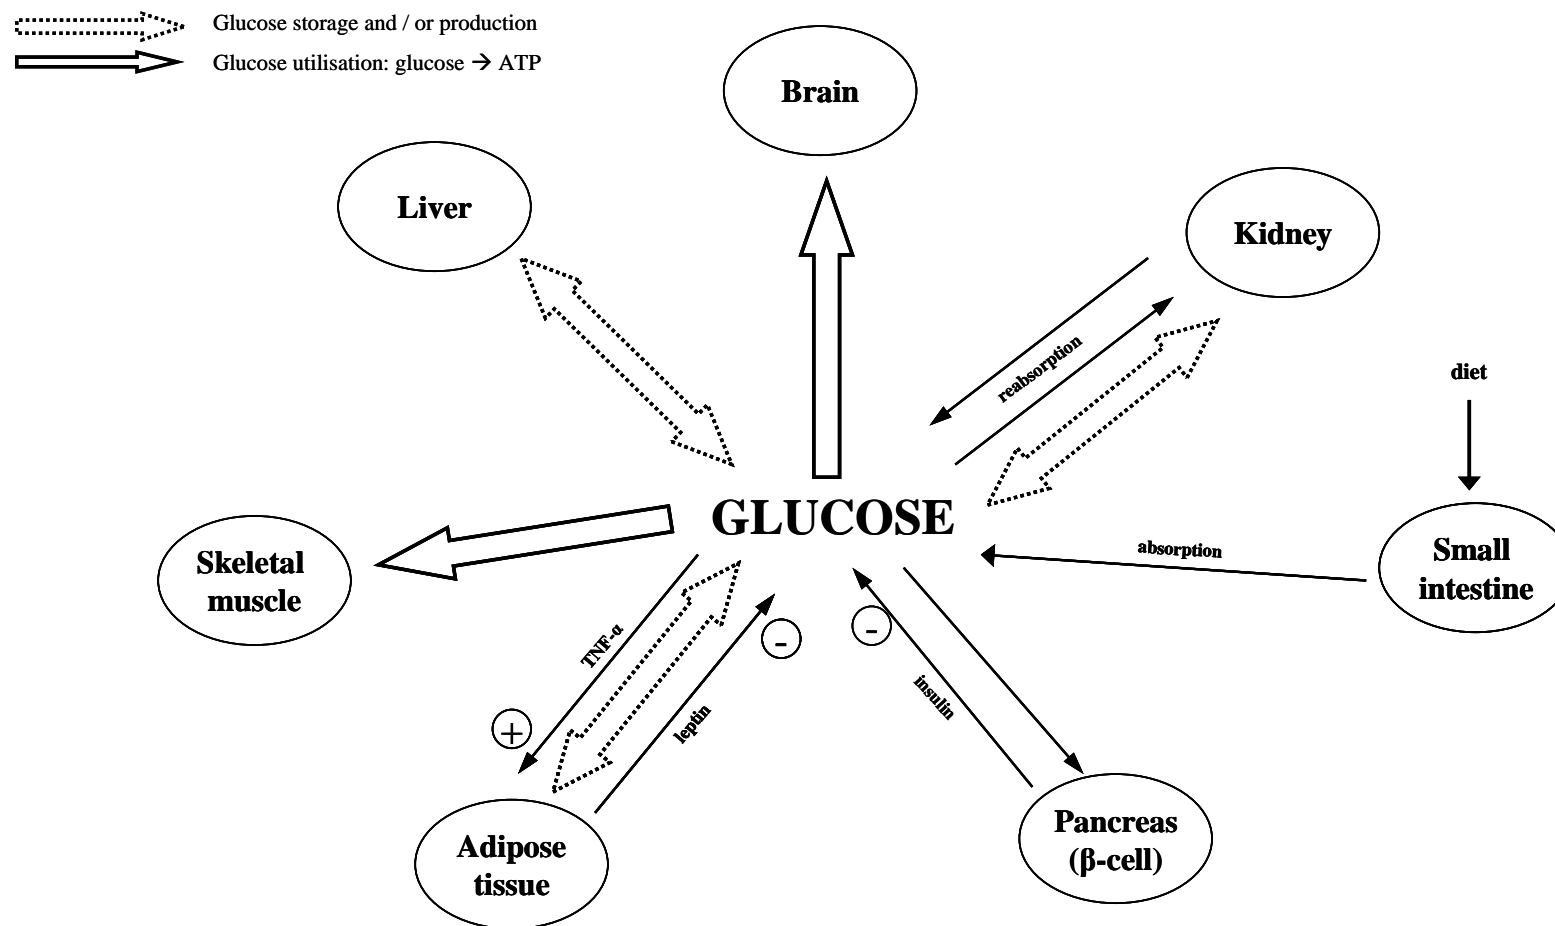 Glucose storage and / or production
Glucose utilisation: glucose → ATP
Brain
Liver
Kidney
reabsorption
diet
GLUCOSE
absorption
Small
intestine
Skeletal
muscle
TNF-α
-
-
+
leptin
insulin
Adipose
tissue
Pancreas
(β-cell)